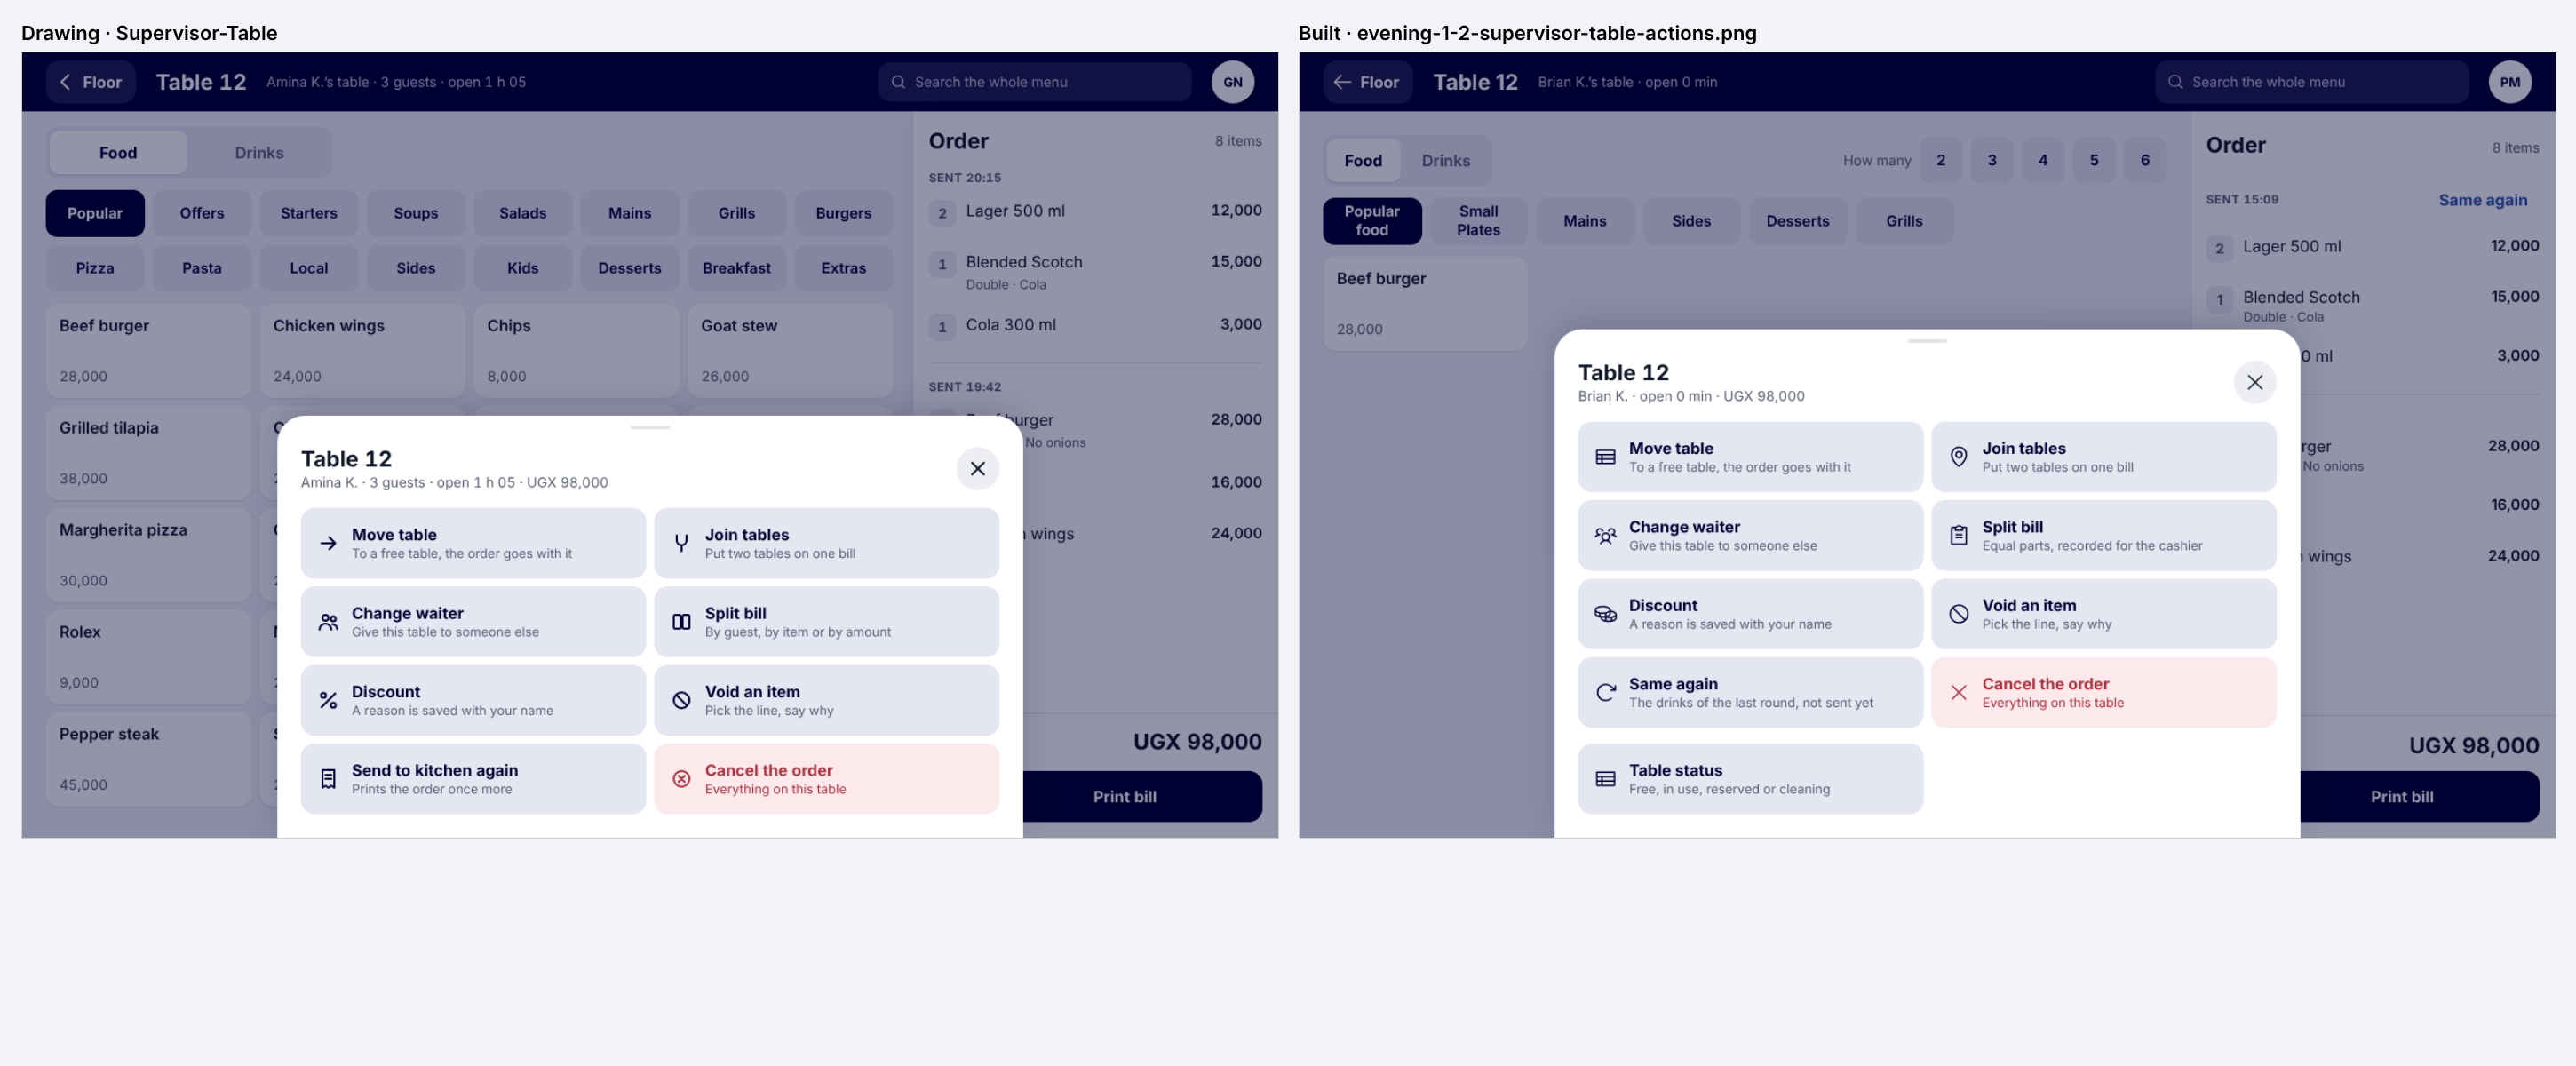 Drawing · Supervisor-Table
Floor
Table 12
Amina K.'s table · 3 guests · open 1 h 05
Search the whole menu
GN
Food
Drinks
Popular
Offers
Starters
Soups
Salads
Mains
Grills
Burgers
Pizza
Pasta
Local
Sides
Kids
Desserts
Breakfast
Extras
Beef burger
28,000
Chicken wings
24,000
Chips
8,000
Goat stew
26,000
Grilled tilapia
38,000
Margherita pizza
30,000
Rolex
9,000
Pepper steak
45,000
Order
8 items
SENT 20:15
2 Lager 500 ml 12,000
1 Blended Scotch 15,000
Double · Cola
1 Cola 300 ml 3,000
SENT 19:42
28,000
No onions
16,000
wings 24,000
UGX 98,000
Print bill
Table 12
Amina K. · 3 guests · open 1 h 05 · UGX 98,000
Move table
To a free table, the order goes with it
Join tables
Put two tables on one bill
Change waiter
Give this table to someone else
Split bill
By guest, by item or by amount
Discount
A reason is saved with your name
Void an item
Pick the line, say why
Send to kitchen again
Prints the order once more
Cancel the order
Everything on this table
Built · evening-1-2-supervisor-table-actions.png
Floor
Table 12
Brian K.'s table · open 0 min
Search the whole menu
PM
Food
Drinks
How many
2
3
4
5
6
Popular
food
Small
Plates
Mains
Sides
Desserts
Grills
Beef burger
28,000
Order
8 items
SENT 15:09
Same again
2 Lager 500 ml 12,000
1 Blended Scotch 15,000
Double · Cola
0 ml 3,000
28,000
No onions
16,000
wings 24,000
UGX 98,000
Print bill
Table 12
Brian K. · open 0 min · UGX 98,000
Move table
To a free table, the order goes with it
Join tables
Put two tables on one bill
Change waiter
Give this table to someone else
Split bill
Equal parts, recorded for the cashier
Discount
A reason is saved with your name
Void an item
Pick the line, say why
Same again
The drinks of the last round, not sent yet
Cancel the order
Everything on this table
Table status
Free, in use, reserved or cleaning